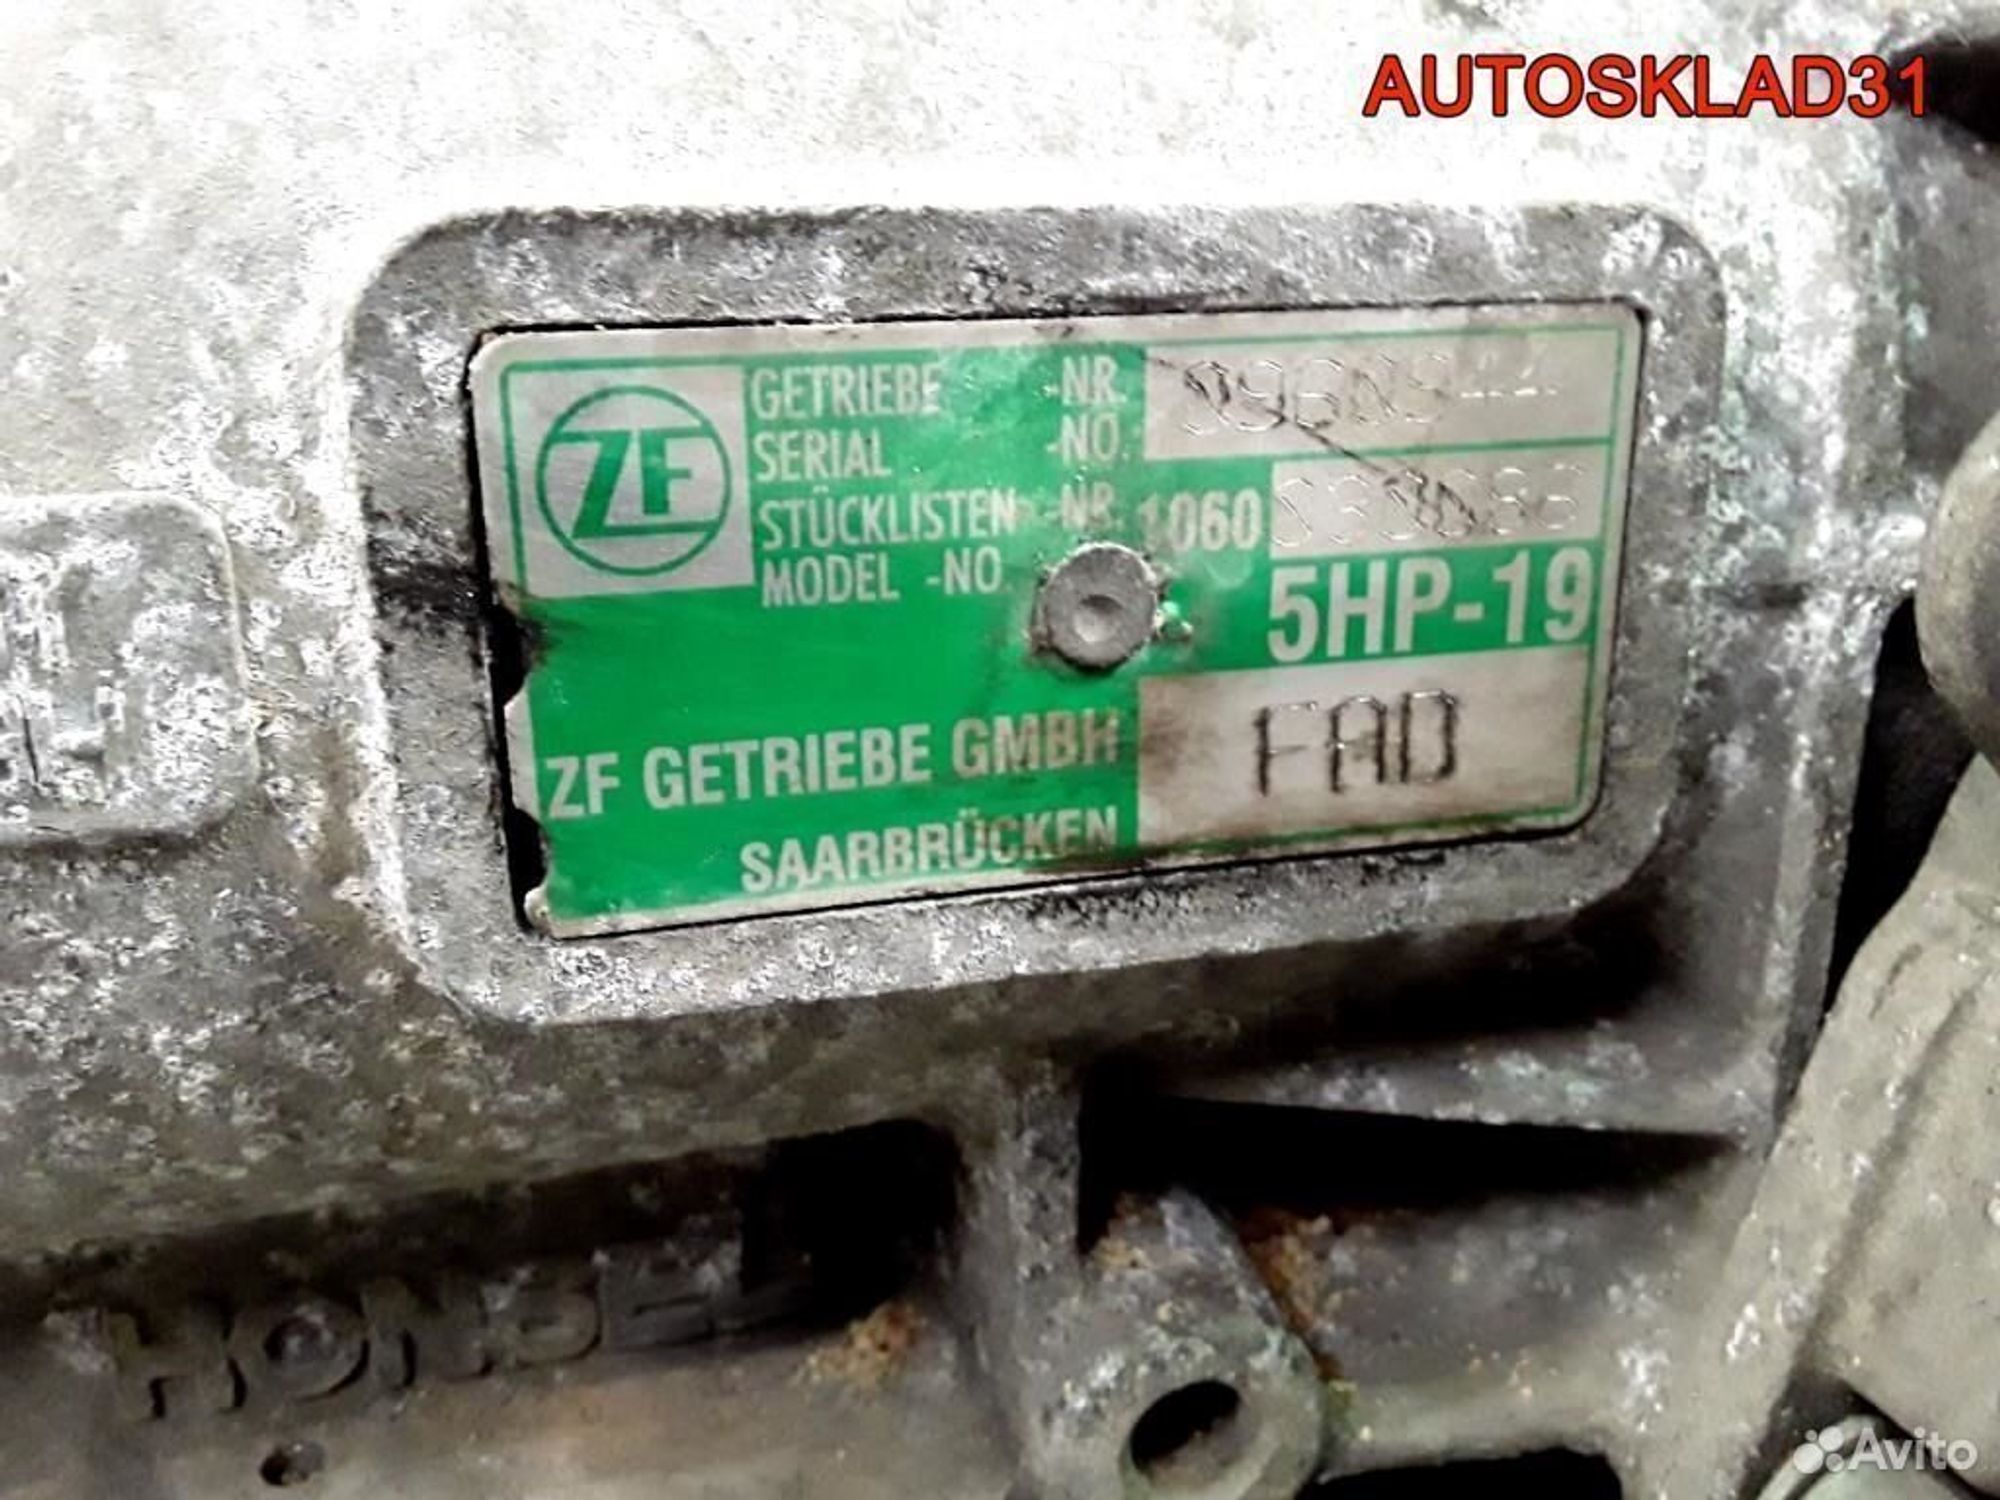 AUTOSKLAD31
ZF
GETRIEBE -NR.
SERIAL -NO.
STÜCKLISTEN -NR. 1060
MODEL -NO.
5HP-19
ZF GETRIEBE GMBH
FAD
SAARBRÜCKEN
HONSEL
Avito